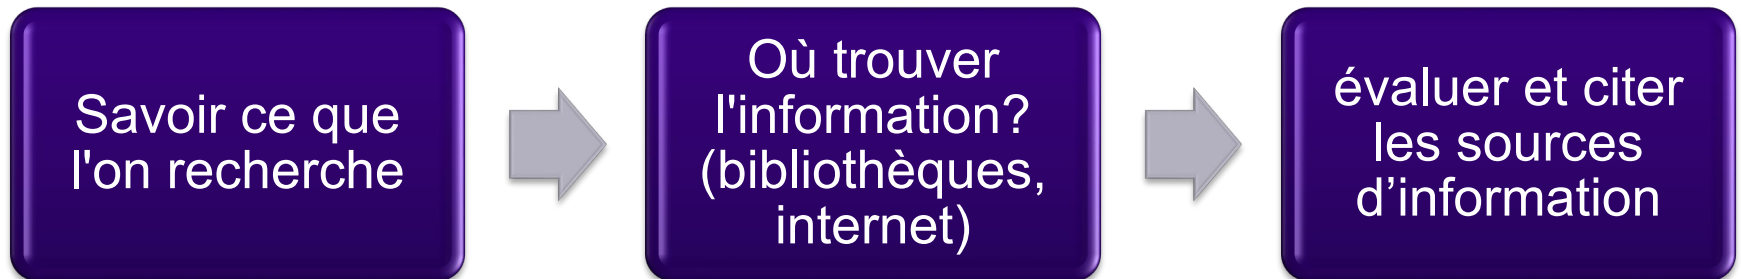 Savoir ce que
l'on recherche
Où trouver
l'information?
(bibliothèques,
internet)
évaluer et citer
les sources
d’information